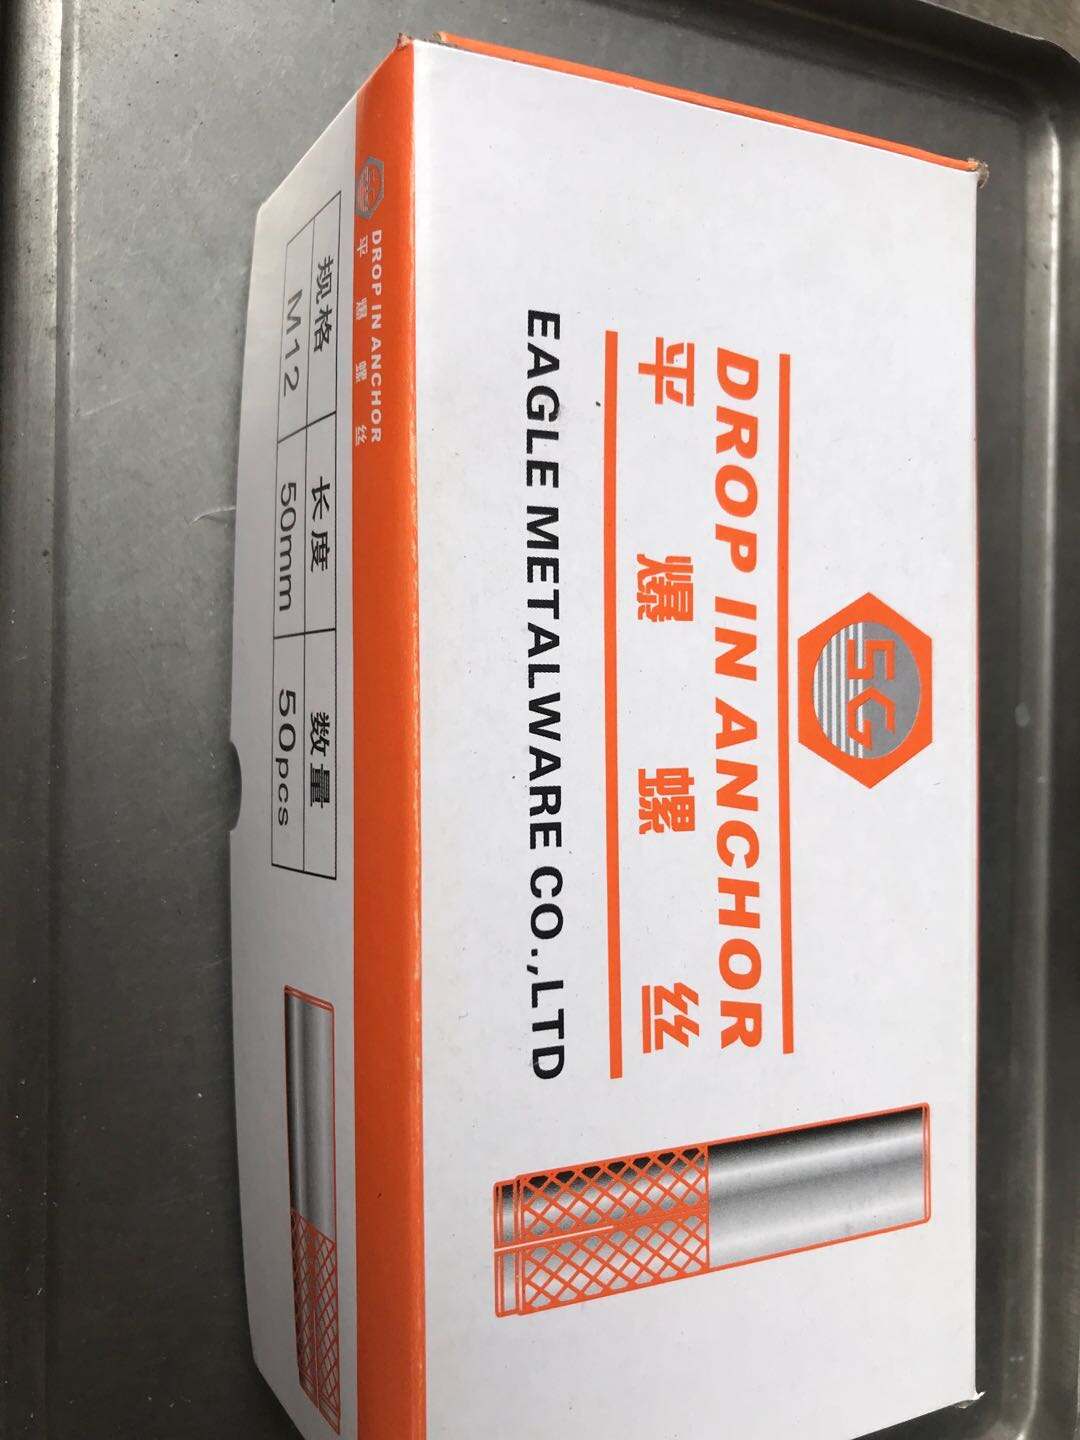 5G
DROP IN ANCHOR
平爆螺丝
EAGLE METALWARE CO.,LTD
DROP IN ANCHOR
平爆螺丝
规格 长度 数量
M12 50mm 50pcs